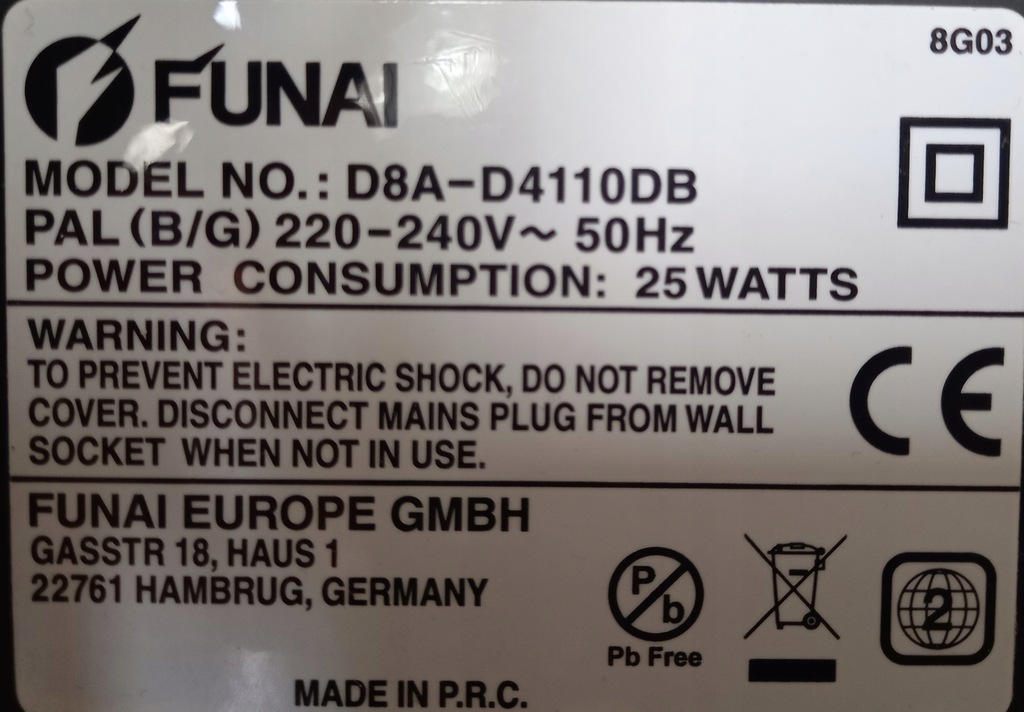 8G03
FUNAI
MODEL NO.: D8A-D4110DB
PAL (B/G) 220-240V~ 50Hz
POWER CONSUMPTION: 25 WATTS
WARNING:
TO PREVENT ELECTRIC SHOCK, DO NOT REMOVE
COVER. DISCONNECT MAINS PLUG FROM WALL
SOCKET WHEN NOT IN USE.
CE
FUNAI EUROPE GMBH
GASSTR 18, HAUS 1
22761 HAMBRUG, GERMANY
Pb
Pb Free
2
MADE IN P.R.C.